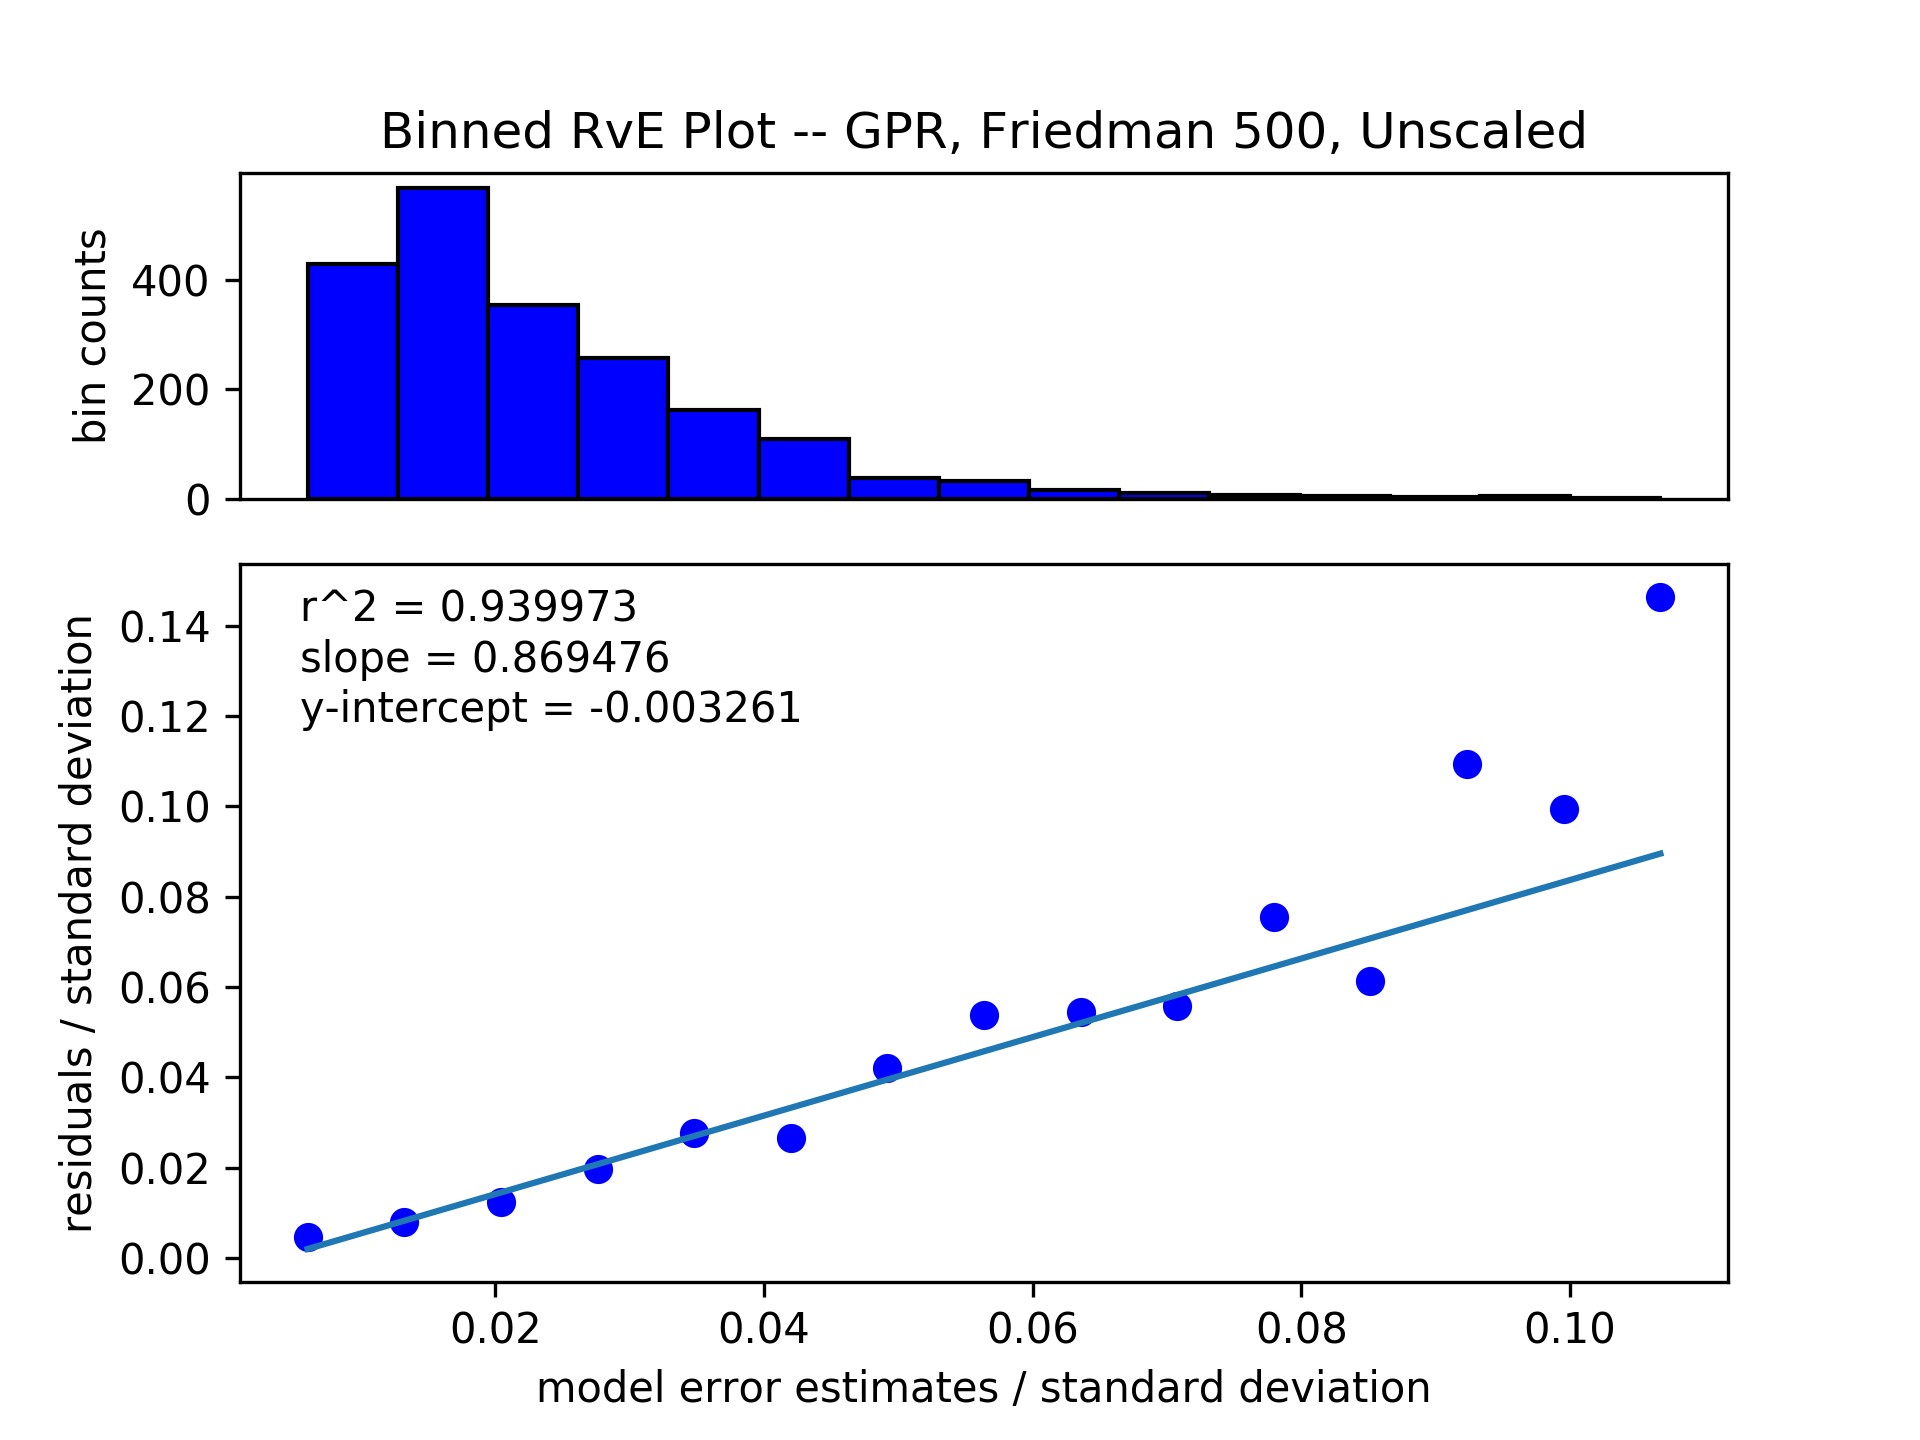 Binned RvE Plot -- GPR, Friedman 500, Unscaled
bin counts
400
200
0
r^2 = 0.939973
slope = 0.869476
y-intercept = -0.003261
residuals / standard deviation
0.14
0.12
0.10
0.08
0.06
0.04
0.02
0.00
0.02 0.04 0.06 0.08 0.10
model error estimates / standard deviation